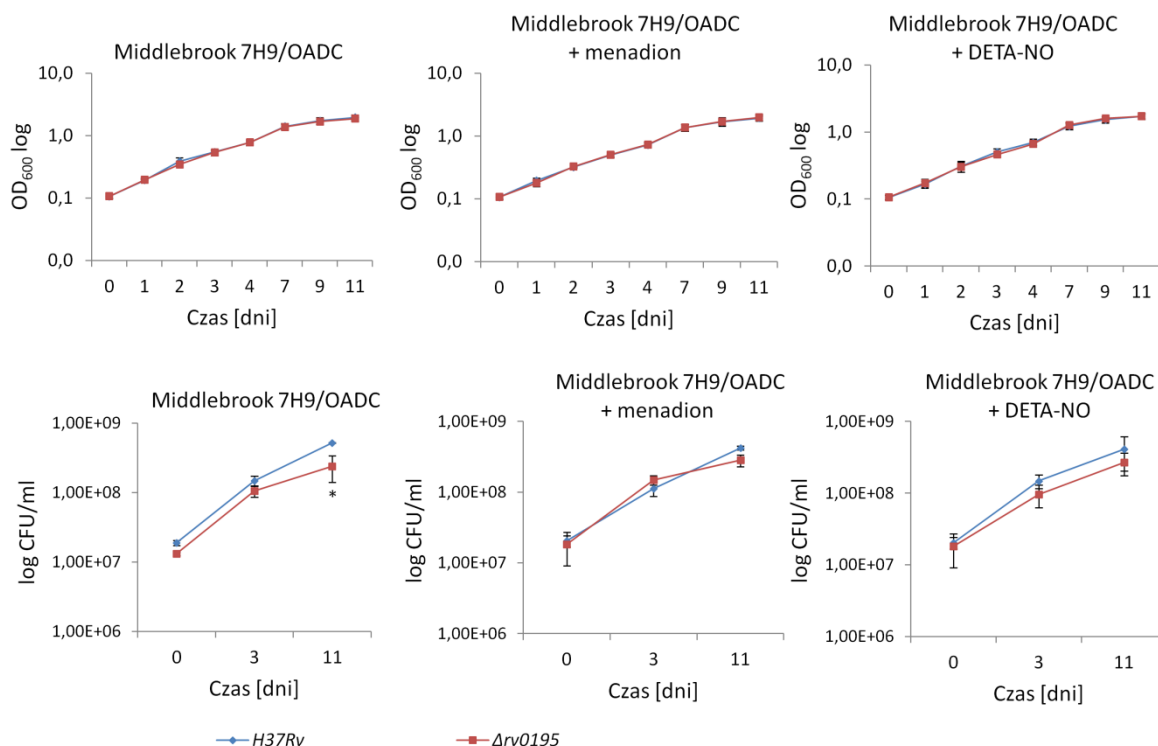 Middlebrook 7H9/OADC
OD600 log
10,0
1,0
0,1
0,0
0 1 2 3 4 7 9 11
Czas [dni]
Middlebrook 7H9/OADC
+ menadion
OD600 log
10,0
1,0
0,1
0,0
0 1 2 3 4 7 9 11
Czas [dni]
Middlebrook 7H9/OADC
+ DETA-NO
OD600 log
10,0
1,0
0,1
0,0
0 1 2 3 4 7 9 11
Czas [dni]
Middlebrook 7H9/OADC
log CFU/ml
1,00E+09
1,00E+08
1,00E+07
1,00E+06
*
0 3 11
Czas [dni]
Middlebrook 7H9/OADC
+ menadion
log CFU/ml
1,00E+09
1,00E+08
1,00E+07
1,00E+06
0 3 11
Czas [dni]
Middlebrook 7H9/OADC
+ DETA-NO
log CFU/ml
1,00E+09
1,00E+08
1,00E+07
1,00E+06
0 3 11
Czas [dni]
H37Rv Δrv0195